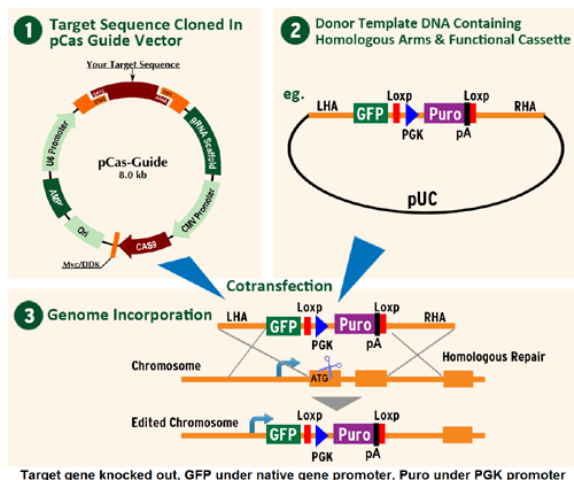 1 Target Sequence Cloned In
pCas Guide Vector
Your Target Sequence
U6 Promoter
gRNA Scaffold
pCas-Guide
8.0 kb
AMPr
CMV Promoter
Ori
CAS9
Myc/DDK
2 Donor Template DNA Containing
Homologous Arms & Functional Cassette
eg.
Loxp Loxp
LHA GFP Puro RHA
PGK pA
pUC
Cotransfection
3 Genome Incorporation
Loxp Loxp
LHA RHA
GFP Puro
PGK pA
Chromosome Homologous Repair
ATG
Edited Chromosome
Loxp Loxp
GFP Puro
PGK pA
Target gene knocked out, GFP under native gene promoter, Puro under PGK promoter